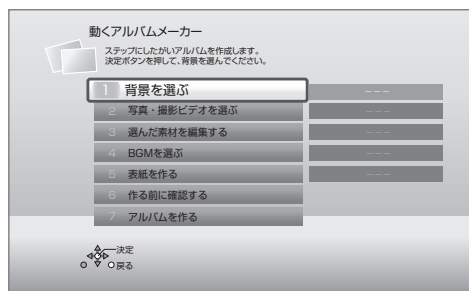 動くアルバムメーカー
ステップにしたがいアルバムを作成します。
決定ボタンを押して、背景を選んでください。
1 背景を選ぶ ---
2 写真・撮影ビデオを選ぶ ---
3 選んだ素材を編集する ---
4 BGMを選ぶ ---
5 表紙を作る ---
6 作る前に確認する
7 アルバムを作る
決定
戻る